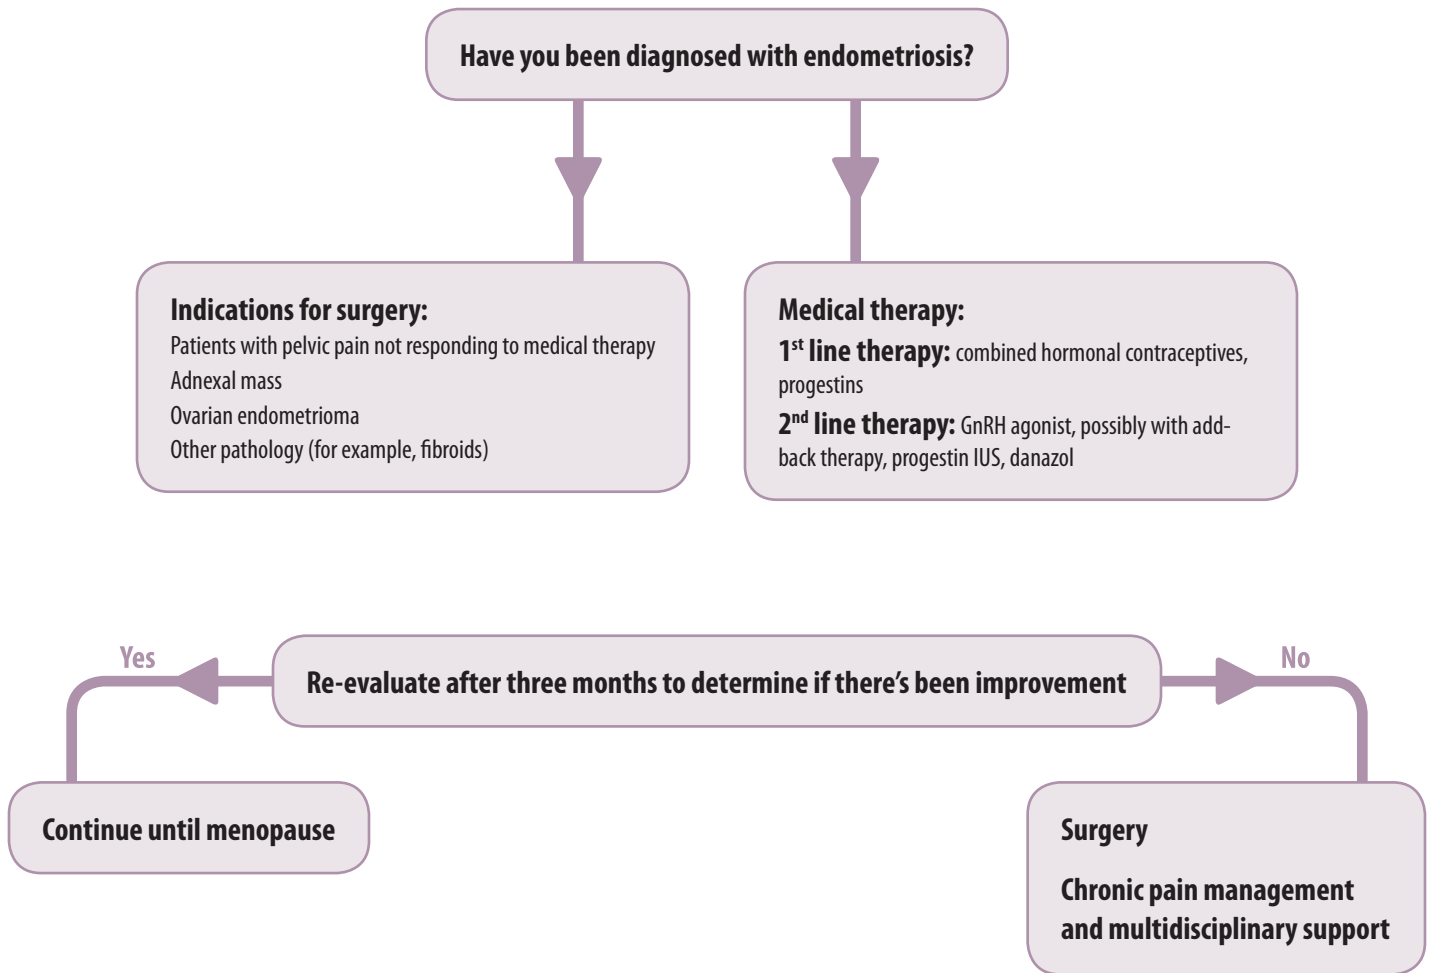 Have you been diagnosed with endometriosis?
Indications for surgery:
Patients with pelvic pain not responding to medical therapy
Adnexal mass
Ovarian endometrioma
Other pathology (for example, fibroids)
Medical therapy:
1st line therapy: combined hormonal contraceptives,
progestins
2nd line therapy: GnRH agonist, possibly with add-
back therapy, progestin IUS, danazol
Yes
Re-evaluate after three months to determine if there's been improvement
No
Continue until menopause
Surgery
Chronic pain management
and multidisciplinary support